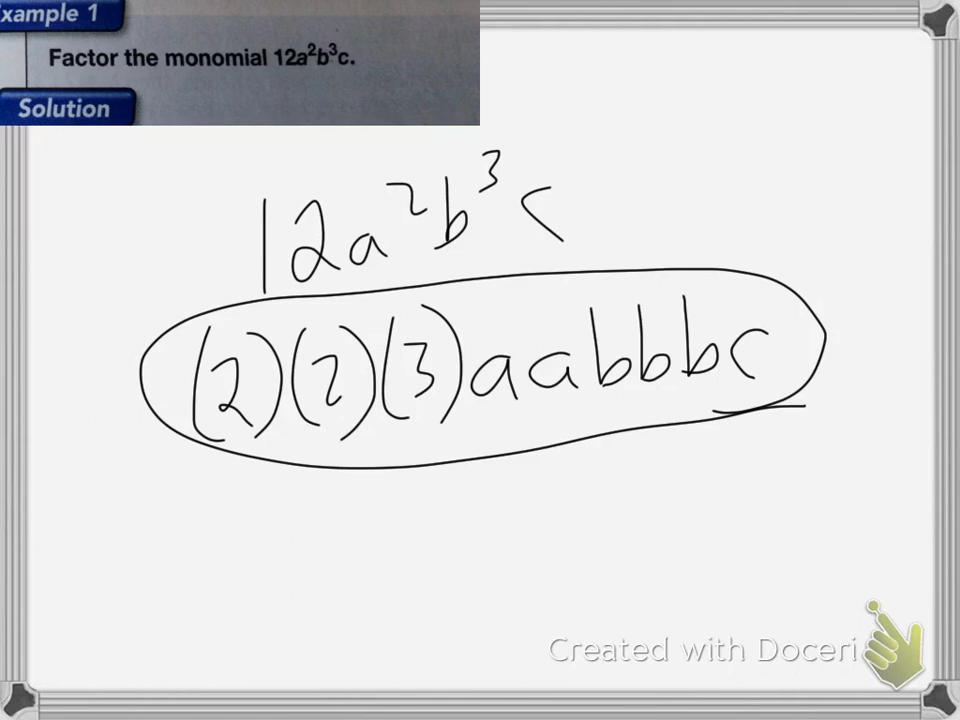 xample 1
Factor the monomial 12a²b³c.
Solution
12a²b³c
(2)(2)(3)aabbbc
Created with Doceri